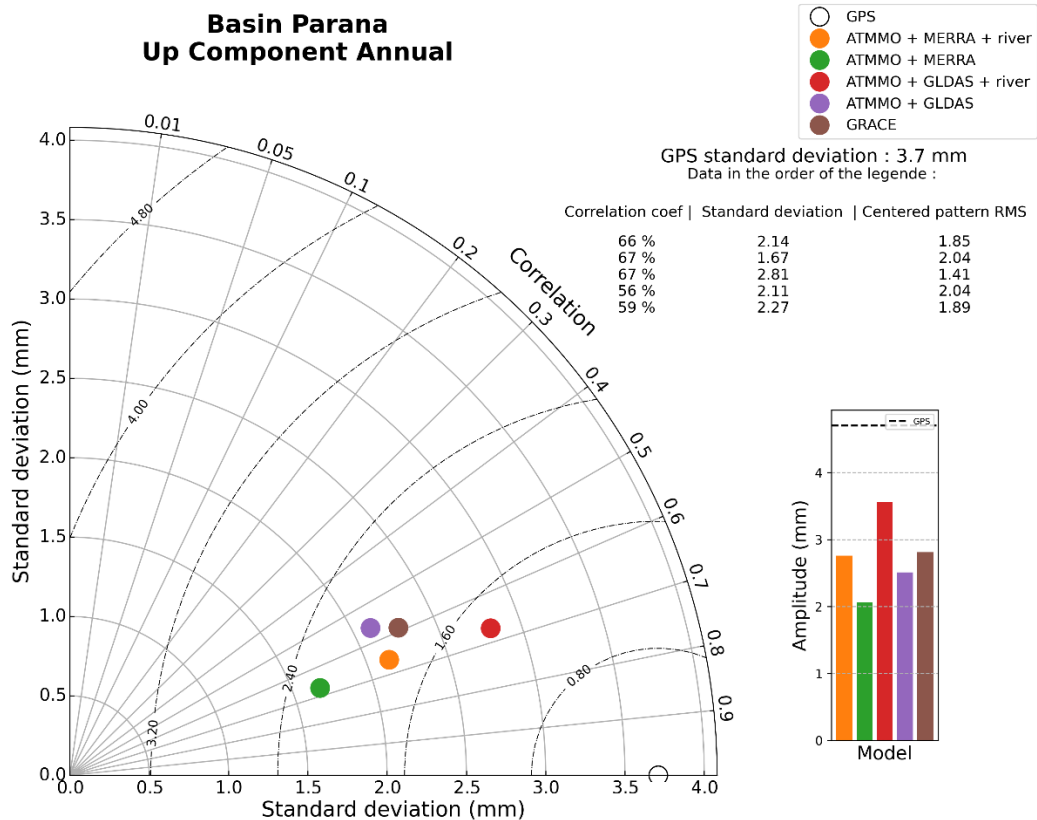 Basin Parana
Up Component Annual
GPS
ATMMO + MERRA + river
ATMMO + MERRA
ATMMO + GLDAS + river
ATMMO + GLDAS
GRACE
GPS standard deviation : 3.7 mm
Data in the order of the legende :
Correlation coef | Standard deviation | Centered pattern RMS
66 % 2.14 1.85
67 % 1.67 2.04
67 % 2.81 1.41
56 % 2.11 2.04
59 % 2.27 1.89
Correlation
0.01
0.05
0.1
0.2
0.3
0.4
0.5
0.6
0.7
0.8
0.9
4.80
4.00
3.20
2.40
1.60
0.80
Standard deviation (mm)
4.0
3.5
3.0
2.5
2.0
1.5
1.0
0.5
0.0
0.0 0.5 1.0 1.5 2.0 2.5 3.0 3.5 4.0
Standard deviation (mm)
GPS
Amplitude (mm)
4
3
2
1
0
Model